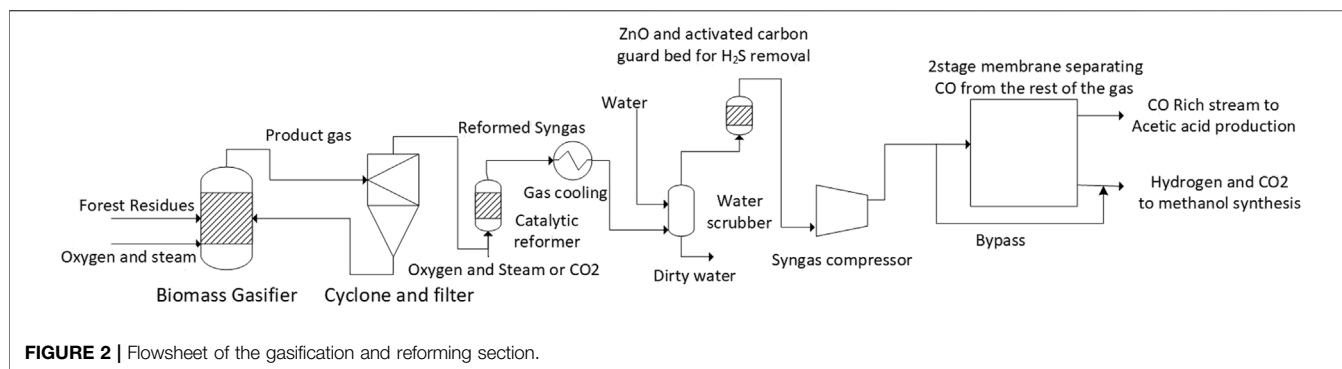 ZnO and activated carbon
guard bed for H₂S removal
2stage membrane separating
CO from the rest of the gas
Water
CO Rich stream to
Acetic acid production
Product gas
Reformed Syngas
Gas cooling
Hydrogen and CO2
to methanol synthesis
Forest Residues
Water
scrubber
Catalytic
reformer
Bypass
Oxygen and steam
Oxygen and Steam or CO2
Syngas compressor
Dirty water
Biomass Gasifier
Cyclone and filter
FIGURE 2 | Flowsheet of the gasification and reforming section.